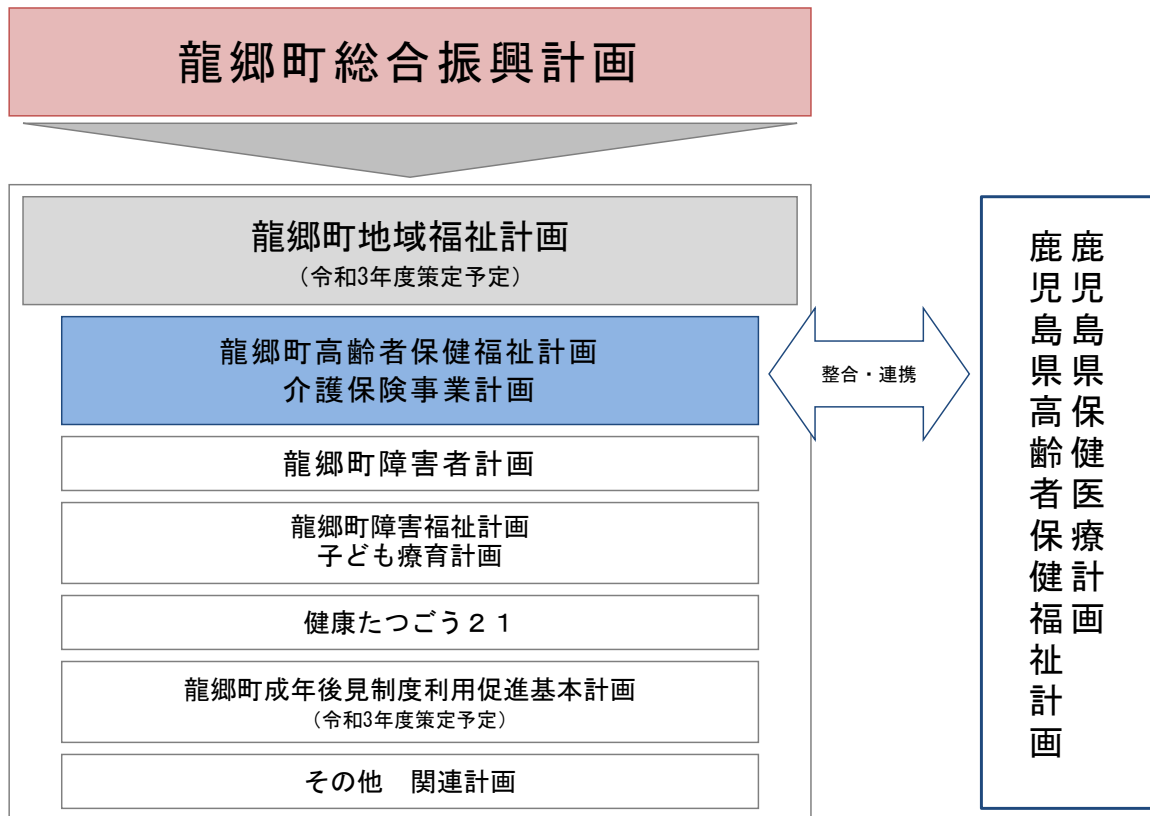 龍郷町総合振興計画
龍郷町地域福祉計画
（令和3年度策定予定）
龍郷町高齢者保健福祉計画
介護保険事業計画
整合・連携
龍郷町障害者計画
龍郷町障害福祉計画
子ども療育計画
健康たつごう２１
龍郷町成年後見制度利用促進基本計画
（令和3年度策定予定）
その他　関連計画
鹿児島県保健医療計画
鹿児島県高齢者保健福祉計画